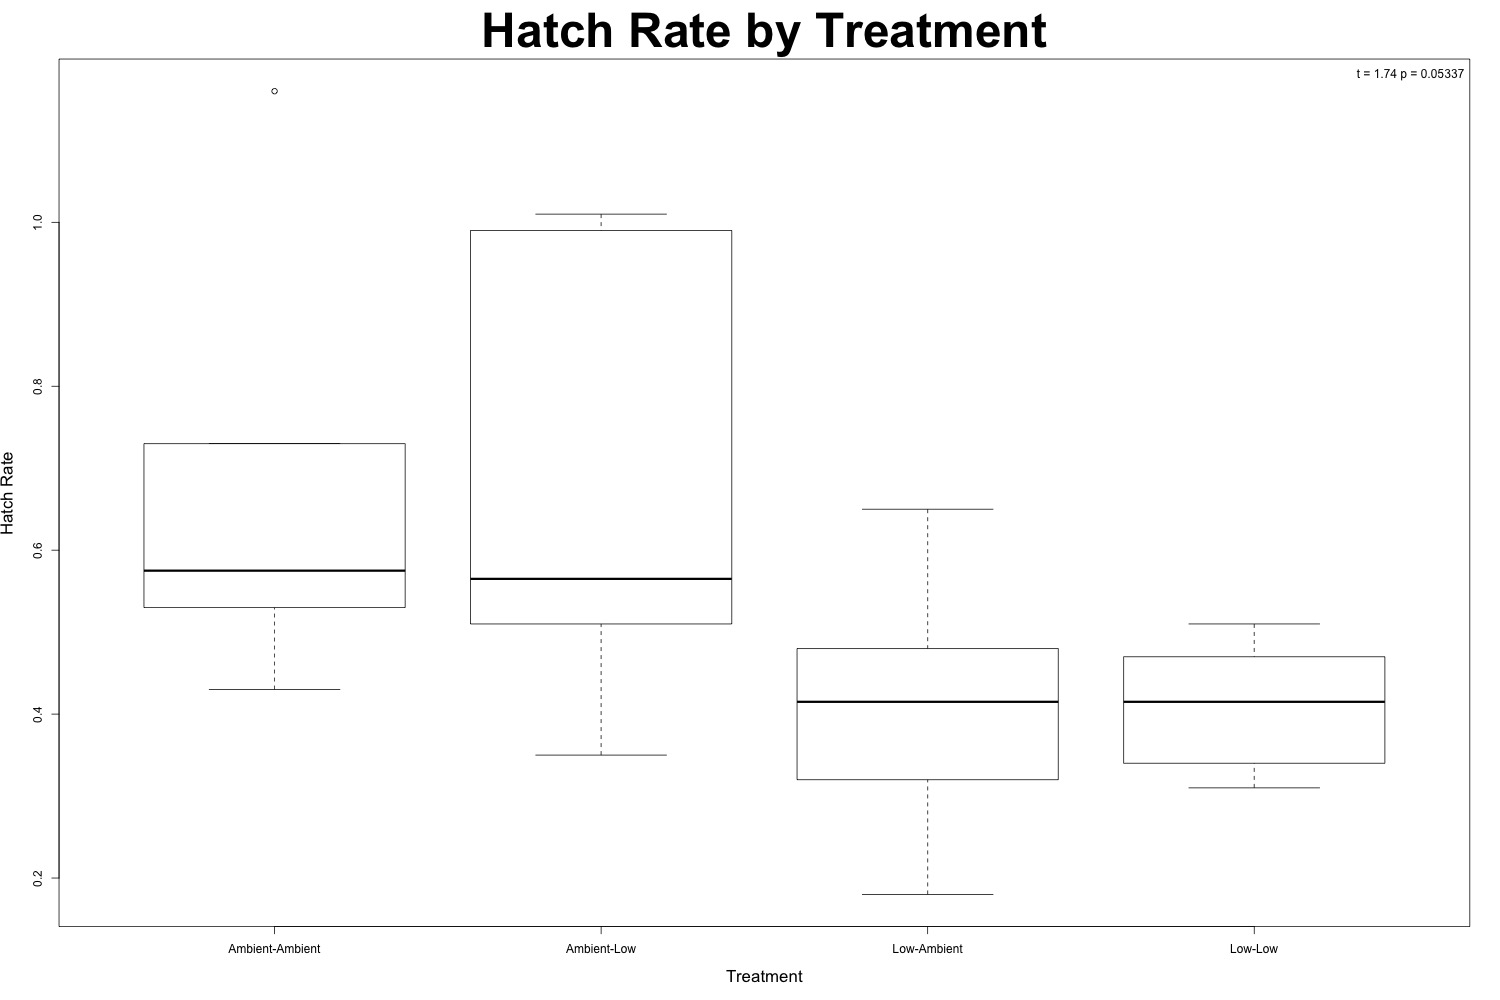 Hatch Rate by Treatment
t = 1.74 p = 0.05337
1.0
0.8
0.6
0.4
0.2
Hatch Rate
Ambient-Ambient
Ambient-Low
Low-Ambient
Low-Low
Treatment